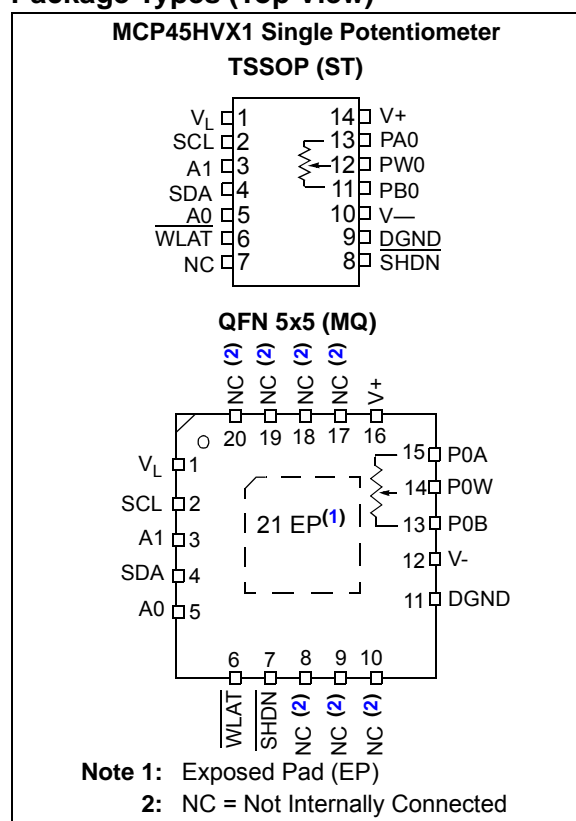 Package Types (Top View)
MCP45HVX1 Single Potentiometer
TSSOP (ST)
VL 1
SCL 2
A1 3
SDA 4
A0 5
WLAT 6
NC 7
14 V+
13 PA0
12 PW0
11 PB0
10 V—
9 DGND
8 SHDN
QFN 5x5 (MQ)
NC (2) NC (2) NC (2) NC (2) V+
20 19 18 17 16
VL 1
SCL 2
A1 3
SDA 4
A0 5
21 EP(1)
15 P0A
14 P0W
13 P0B
12 V-
11 DGND
6 7 8 9 10
WLAT SHDN NC (2) NC (2) NC (2)
Note 1: Exposed Pad (EP)
2: NC = Not Internally Connected